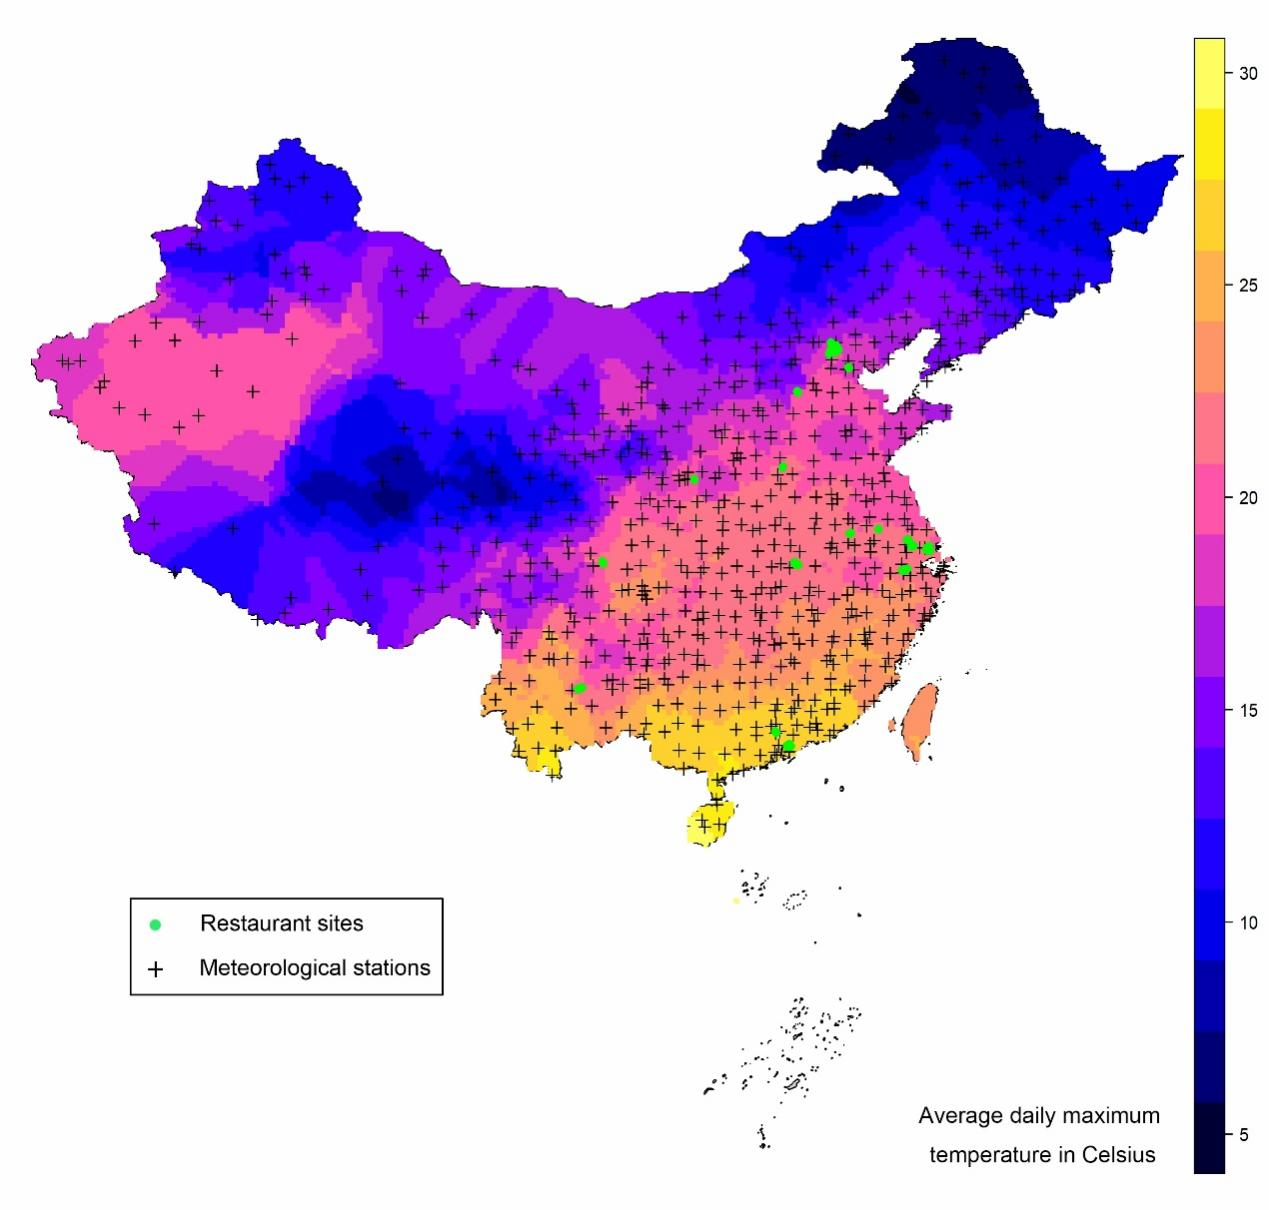 30
25
20
15
10
5
Restaurant sites
Meteorological stations
Average daily maximum
temperature in Celsius